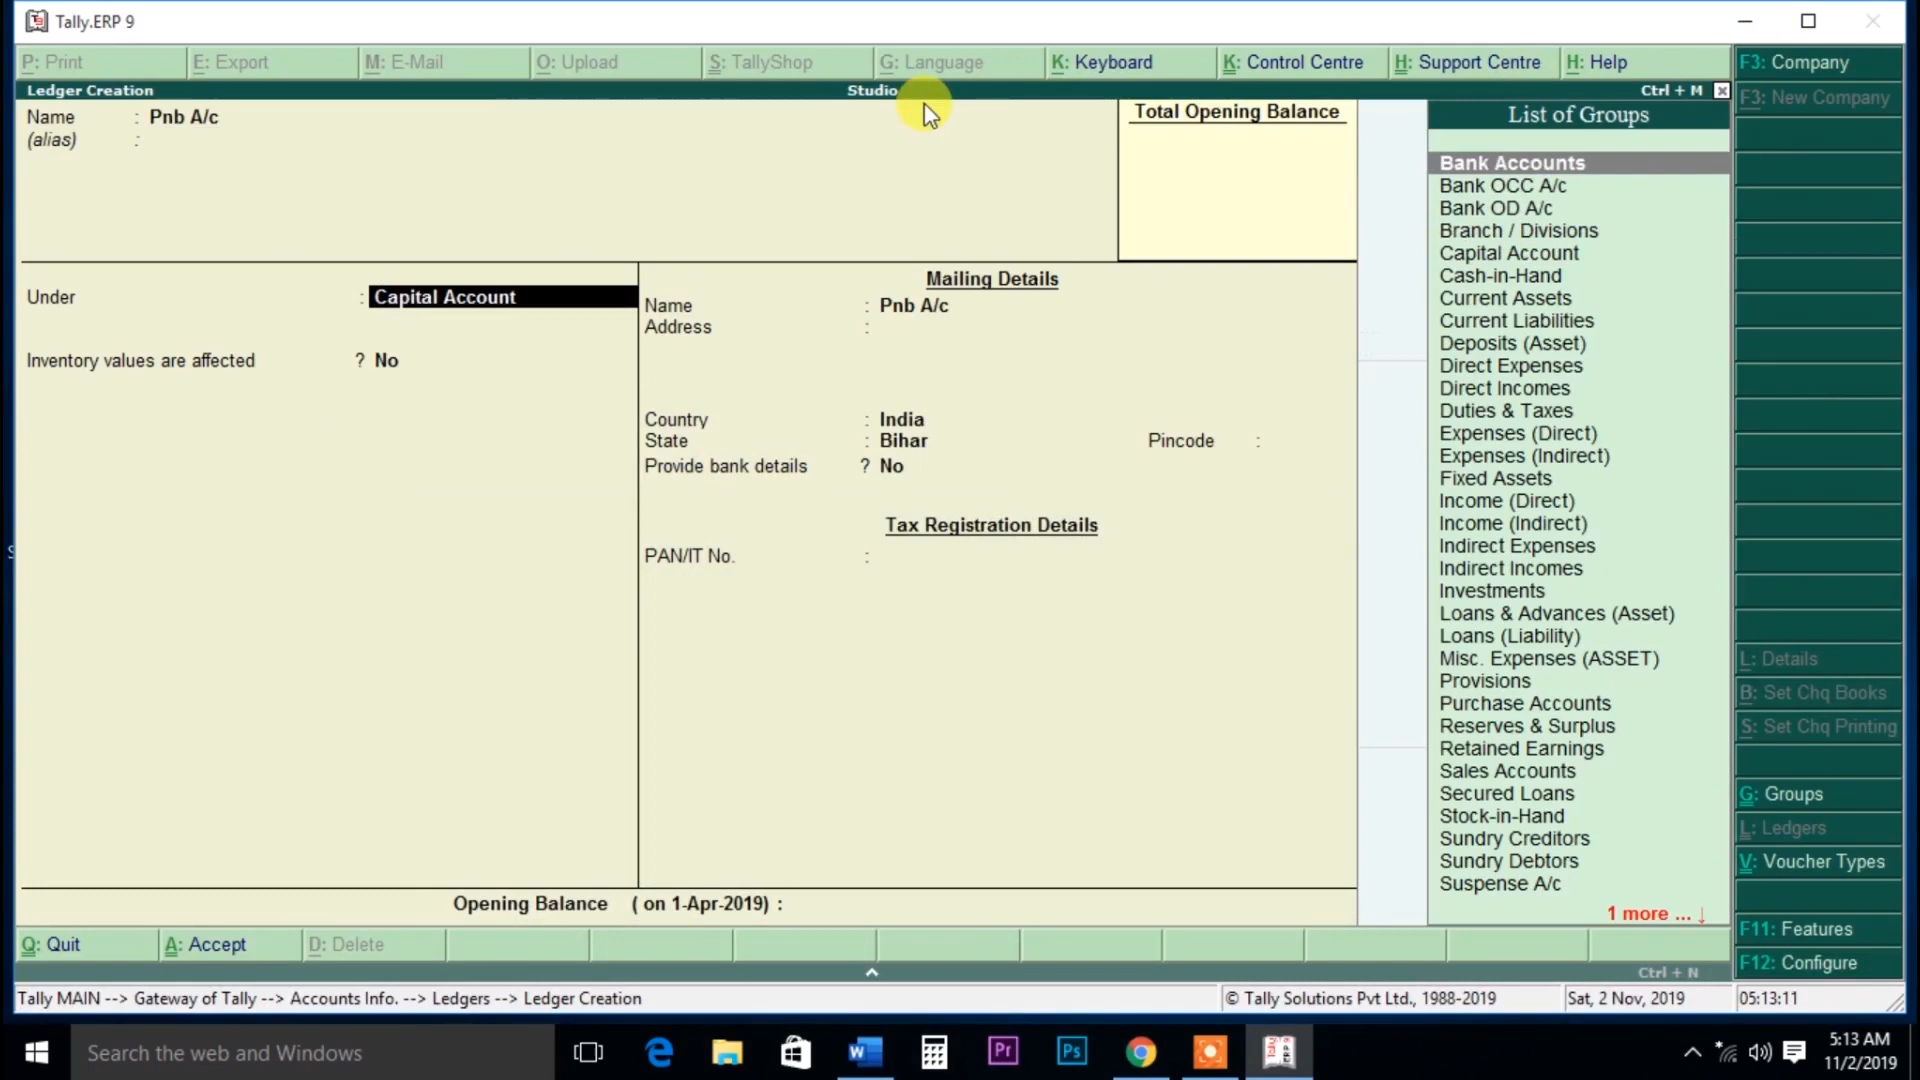 Tally.ERP 9
P: Print
E: Export
M: E-Mail
O: Upload
S: TallyShop
G: Language
K: Keyboard
K: Control Centre
H: Support Centre
H: Help
F3: Company
Ledger Creation
Studio
Ctrl + M
F3: New Company
Name : Pnb A/c
(alias) :
Total Opening Balance
List of Groups
Bank Accounts
Bank OCC A/c
Bank OD A/c
Branch / Divisions
Capital Account
Cash-in-Hand
Current Assets
Current Liabilities
Deposits (Asset)
Direct Expenses
Direct Incomes
Duties & Taxes
Expenses (Direct)
Expenses (Indirect)
Fixed Assets
Income (Direct)
Income (Indirect)
Indirect Expenses
Indirect Incomes
Investments
Loans & Advances (Asset)
Loans (Liability)
Misc. Expenses (ASSET)
Provisions
Purchase Accounts
Reserves & Surplus
Retained Earnings
Sales Accounts
Secured Loans
Stock-in-Hand
Sundry Creditors
Sundry Debtors
Suspense A/c
1 more ... ↓
Under : Capital Account
Inventory values are affected ? No
Mailing Details
Name : Pnb A/c
Address :
Country : India
State : Bihar
Pincode :
Provide bank details ? No
Tax Registration Details
PAN/IT No. :
Opening Balance ( on 1-Apr-2019) :
L: Details
B: Set Chq Books
S: Set Chq Printing
G: Groups
L: Ledgers
V: Voucher Types
F11: Features
F12: Configure
Q: Quit
A: Accept
D: Delete
Ctrl + N
Tally MAIN --> Gateway of Tally --> Accounts Info. --> Ledgers --> Ledger Creation
© Tally Solutions Pvt Ltd., 1988-2019
Sat, 2 Nov, 2019
05:13:11
Search the web and Windows
Pr
Ps
5:13 AM
11/2/2019